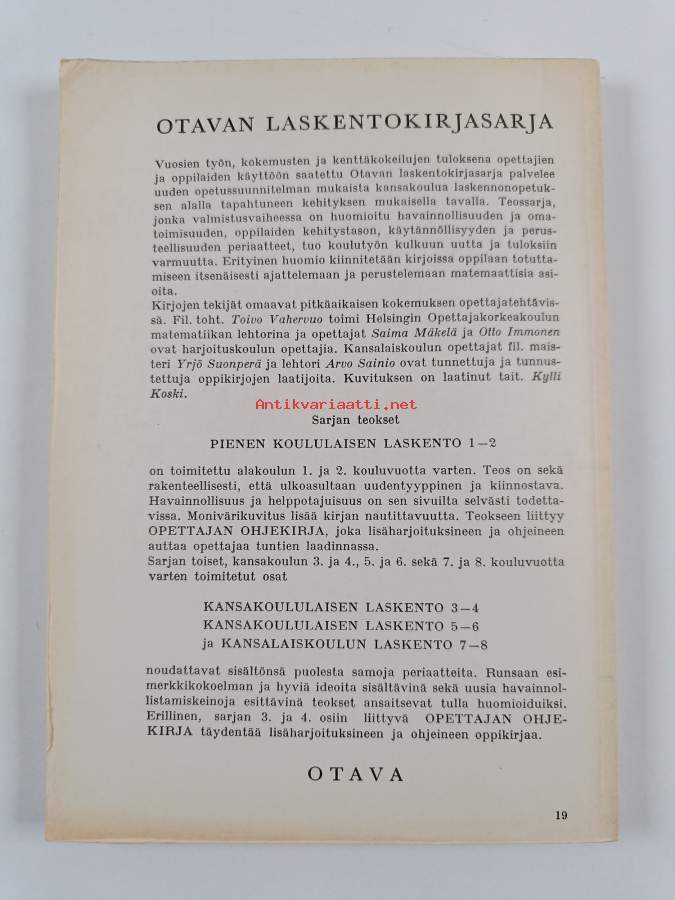 OTAVAN LASKENTOKIRJASARJA
Vuosien työn, kokemusten ja kenttäkokeilujen tuloksena opettajien
ja oppilaiden käyttöön saatettu Otavan laskentokirjasarja palvelee
uuden opetussuunnitelman mukaista kansakoulua laskennonopetuk-
sen alalla tapahtuneen kehityksen mukaisella tavalla. Teossarja,
jonka valmistusvaiheessa on huomioitu havainnollisuuden ja oma-
toimisuuden, oppilaiden kehitystason, käytännöllisyyden ja perus-
teellisuuden periaatteet, tuo koulutyön kulkuun uutta ja tuloksiin
varmuutta. Erityinen huomio kiinnitetään kirjoissa oppilaan totutta-
miseen itsenäisesti ajattelemaan ja perustelemaan matemaattisia asi-
oita.
Kirjojen tekijät omaavat pitkäaikaisen kokemuksen opettajatehtävis-
sä. Fil. toht. Toivo Vahervuo toimi Helsingin Opettajakorkeakoulun
matematiikan lehtorina ja opettajat Saima Mäkelä ja Otto Immonen
ovat harjoituskoulun opettajia. Kansalaiskoulun opettajat fil. mais-
teri Yrjö Suonperä ja lehtori Arvo Sainio ovat tunnettuja ja tunnus-
tettuja oppikirjojen laatijoita. Kuvituksen on laatinut tait. Kylli
Koski.
Antikvariaatti.net
Sarjan teokset
PIENEN KOULULAISEN LASKENTO 1—2
on toimitettu alakoulun 1. ja 2. kouluvuotta varten. Teos on sekä
rakenteellisesti, että ulkoasultaan uudentyyppinen ja kiinnostava.
Havainnollisuus ja helppotajuisuus on sen sivuilta selvästi todetta-
vissa. Monivärikuvitus lisää kirjan nautittavuutta. Teokseen liittyy
OPETTAJAN OHJEKIRJA, joka lisäharjoituksineen ja ohjeineen
auttaa opettajaa tuntien laadinnassa.
Sarjan toiset, kansakoulun 3. ja 4., 5. ja 6. sekä 7. ja 8. kouluvuotta
varten toimitetut osat
KANSAKOULULAISEN LASKENTO 3—4
KANSAKOULULAISEN LASKENTO 5—6
ja KANSALAISKOULUN LASKENTO 7—8
noudattavat sisältönsä puolesta samoja periaatteita. Runsaan esi-
merkkikokoelman ja hyviä ideoita sisältävinä sekä uusia havainnol-
listamiskeinoja esittävinä teokset ansaitsevat tulla huomioiduiksi.
Erillinen, sarjan 3. ja 4. osiin liittyvä OPETTAJAN OHJE-
KIRJA täydentää lisäharjoituksineen ja ohjeineen oppikirjaa.
OTAVA
19